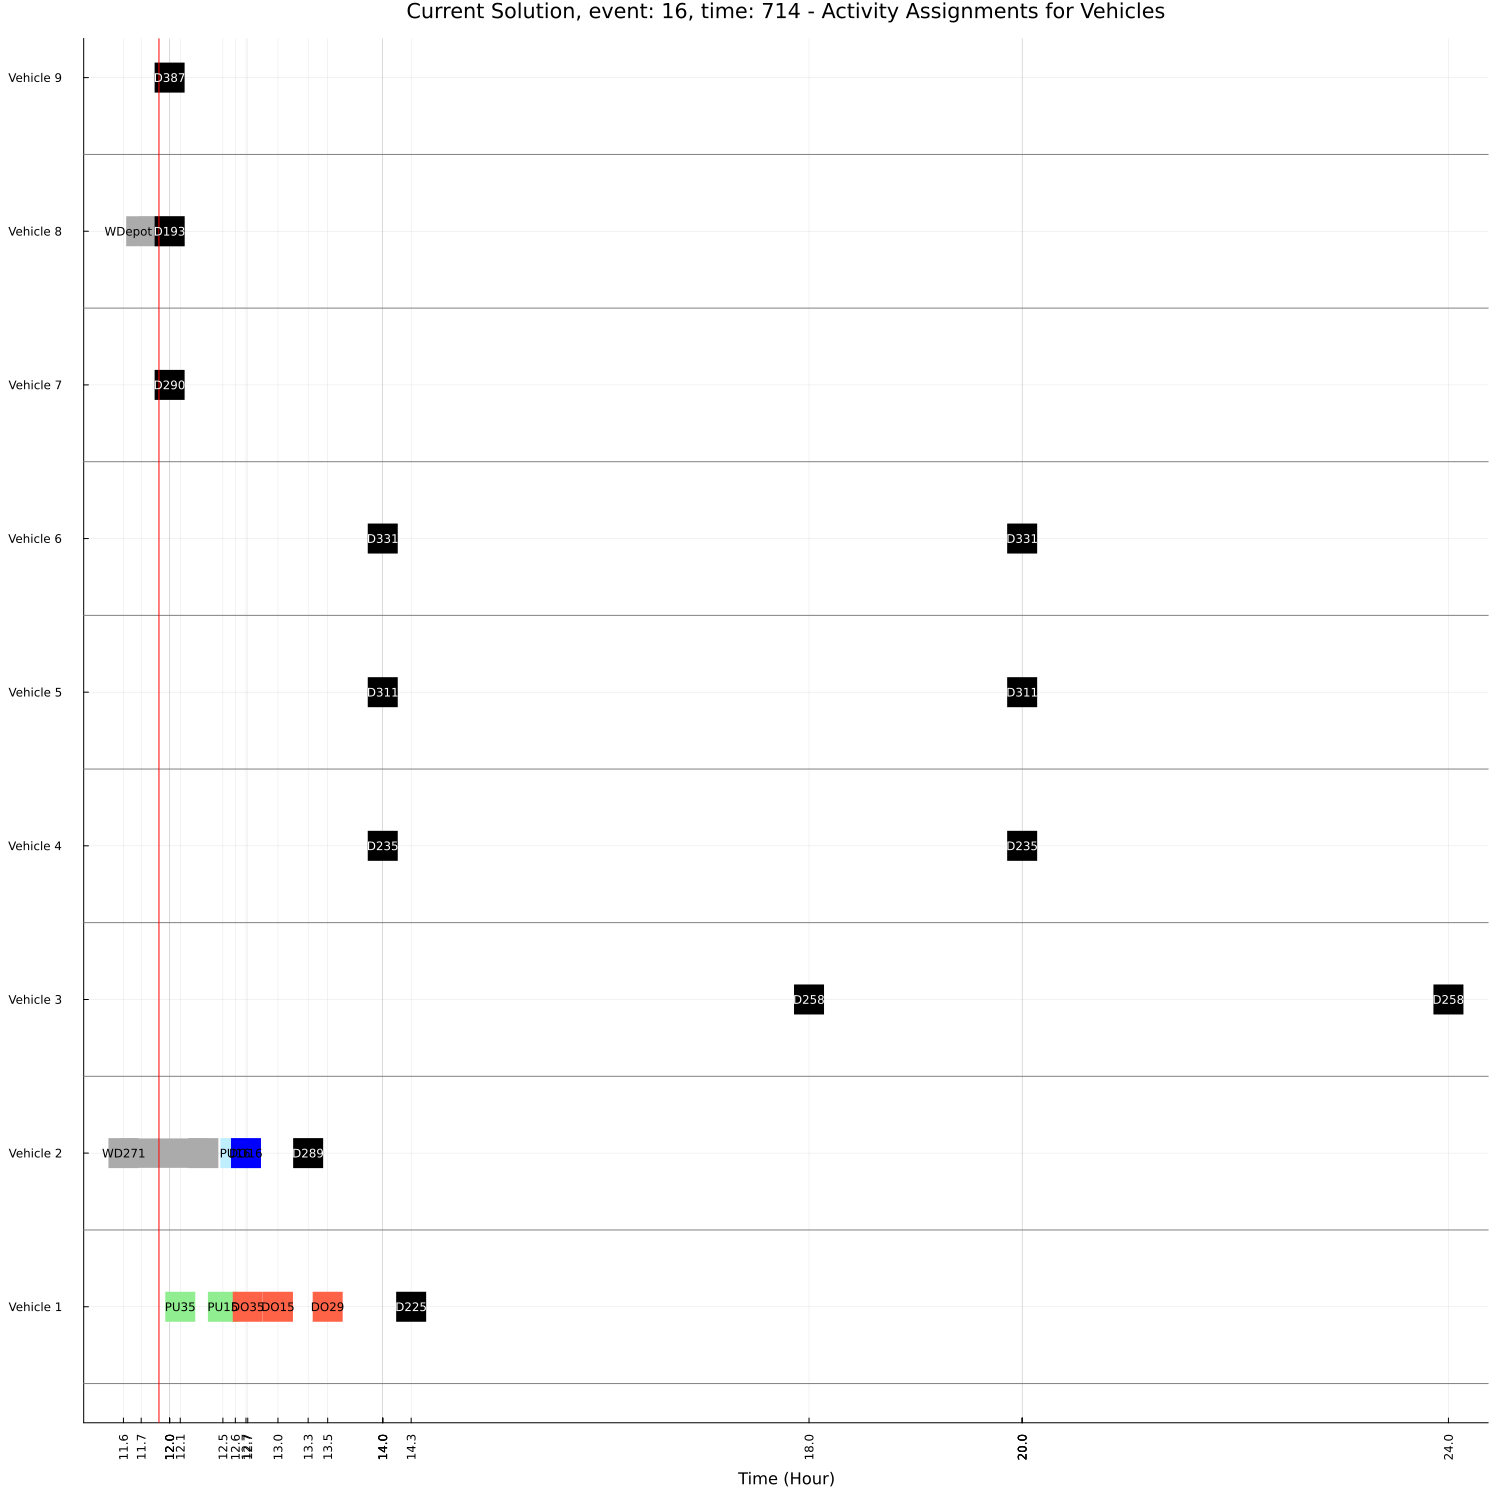 Current Solution, event: 16, time: 714 - Activity Assignments for Vehicles
Vehicle 9
D387
Vehicle 8
WDepot
D193
Vehicle 7
D290
Vehicle 6
D331
D331
Vehicle 5
D311
D311
Vehicle 4
D235
D235
Vehicle 3
D258
D258
Vehicle 2
WD271
D289
Vehicle 1
PU35
PU15
DO35
DO15
DO29
D225
11.6
11.7
12.0
12.1
12.5
12.6
12.7
13.0
13.3
13.5
14.0
14.3
18.0
20.0
24.0
Time (Hour)